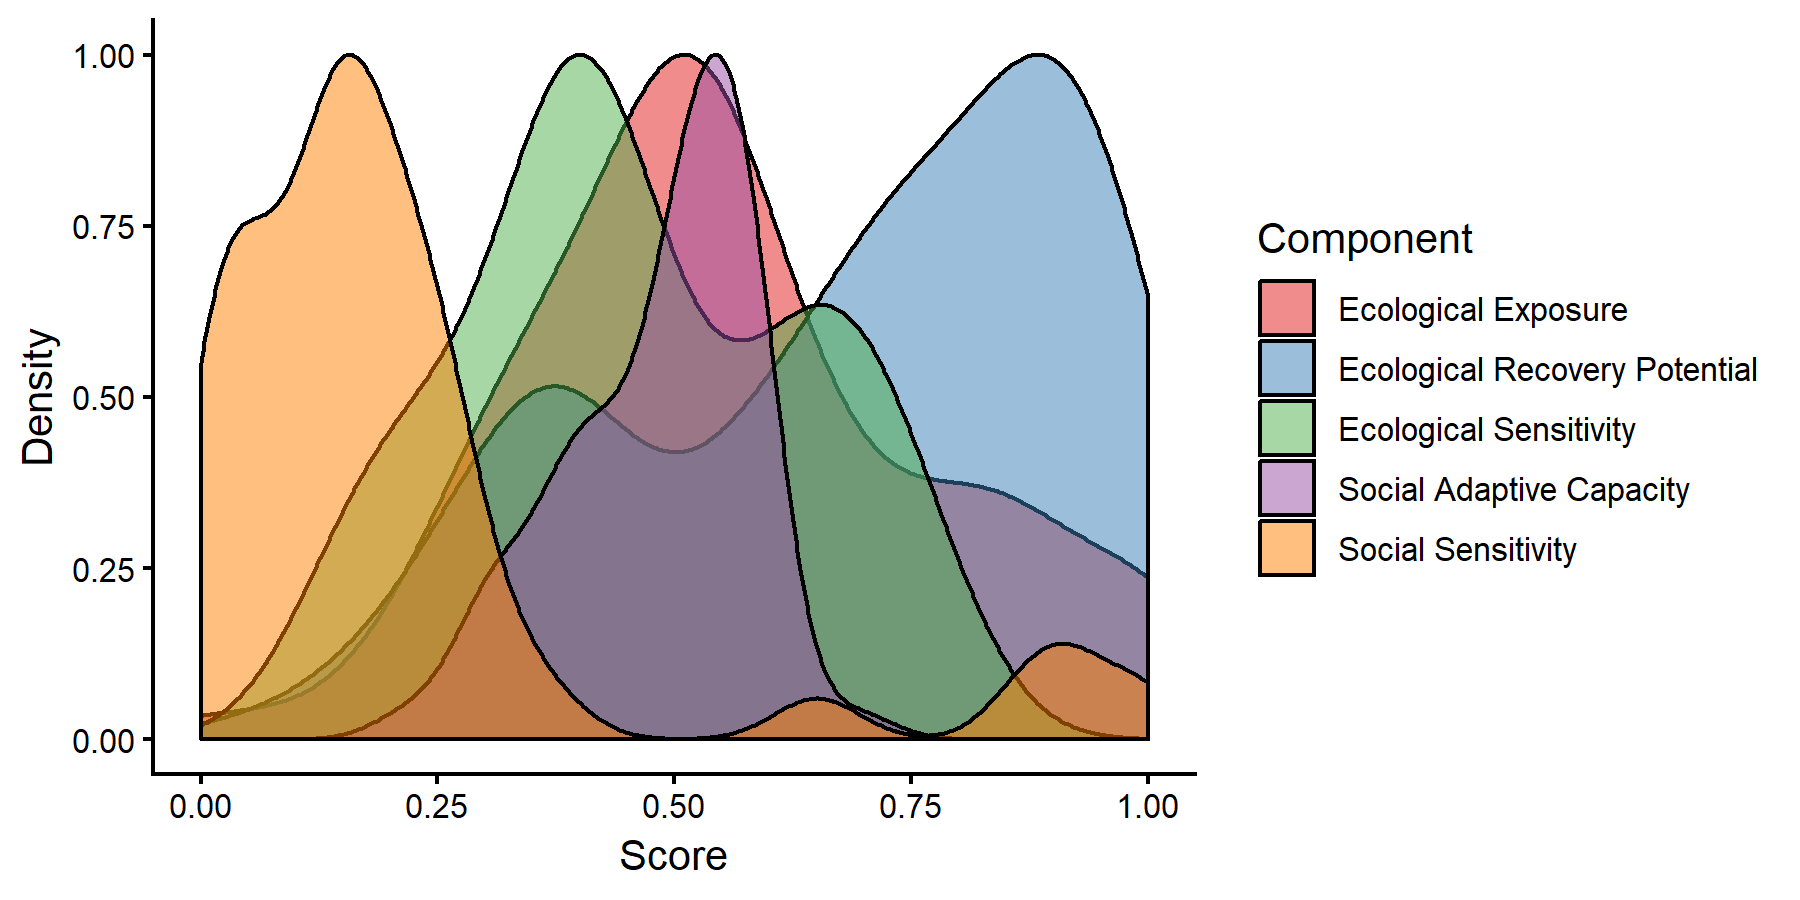 1.00
0.75
0.50
0.25
0.00
Density
0.00 0.25 0.50 0.75 1.00
Score
Component
Ecological Exposure
Ecological Recovery Potential
Ecological Sensitivity
Social Adaptive Capacity
Social Sensitivity